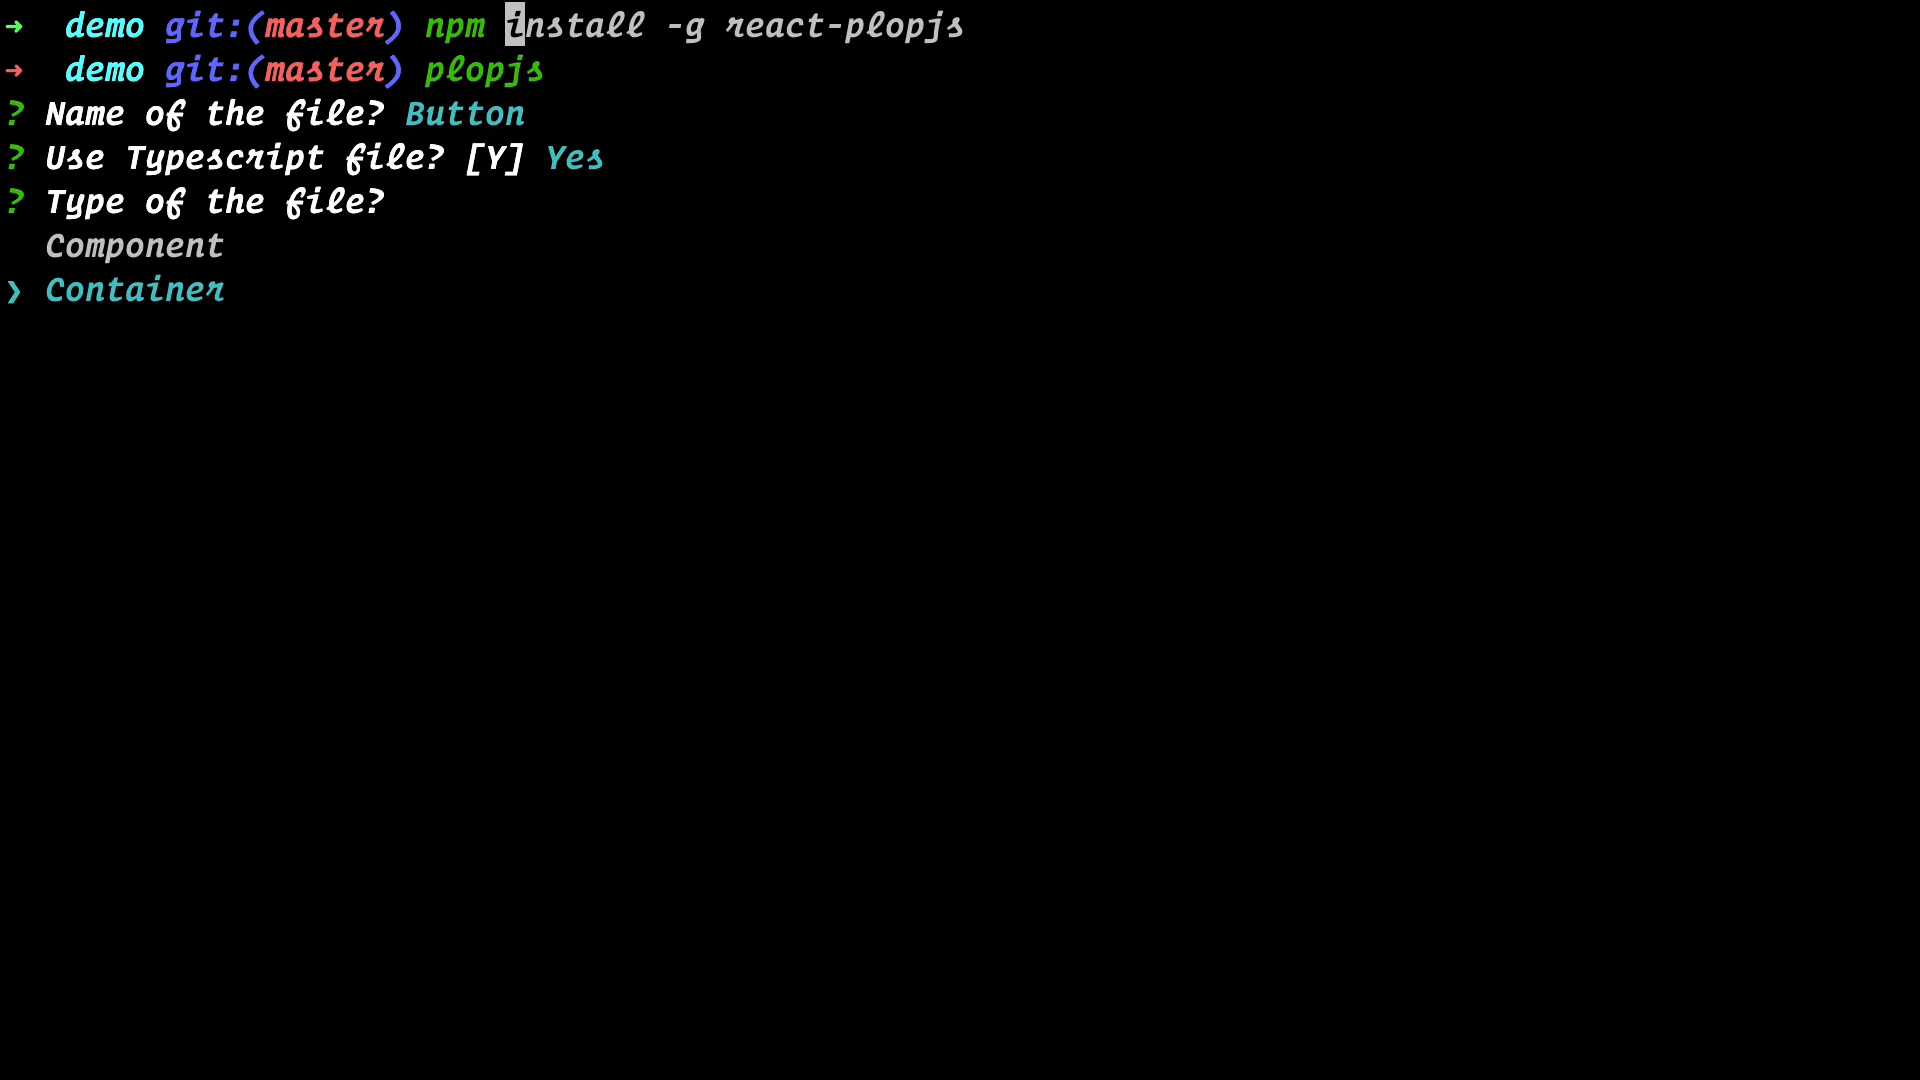 ➜  demo git:(master) npm install -g react-plopjs
➜  demo git:(master) plopjs
? Name of the file? Button
? Use Typescript file? [Y] Yes
? Type of the file?
  Component
❯ Container